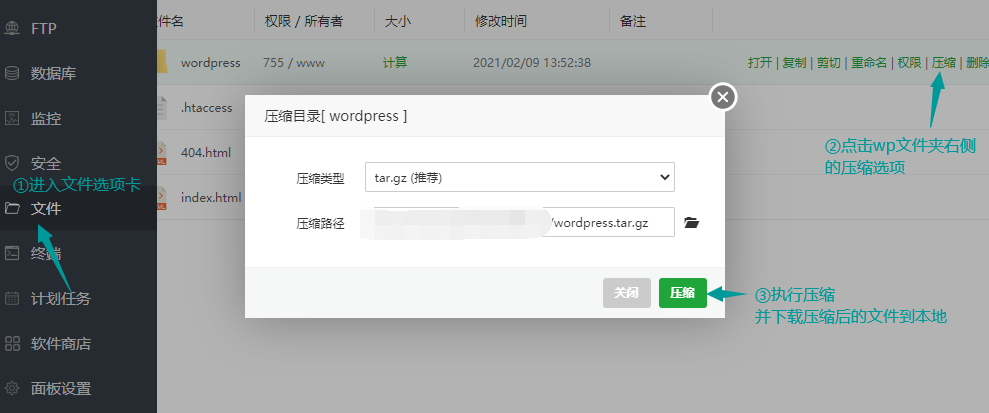 件名
权限 / 所有者
大小
修改时间
备注
FTP
数据库
监控
安全
①进入文件选项卡
文件
终端
计划任务
软件商店
面板设置
wordpress
755 / www
计算
2021/02/09 13:52:38
打开 | 复制 | 剪切 | 重命名 | 权限 | 压缩 | 删除
.htaccess
404.html
index.html
压缩目录[ wordpress ]
压缩类型
tar.gz (推荐)
压缩路径
/wordpress.tar.gz
关闭
压缩
②点击wp文件夹右侧
的压缩选项
③执行压缩
并下载压缩后的文件到本地